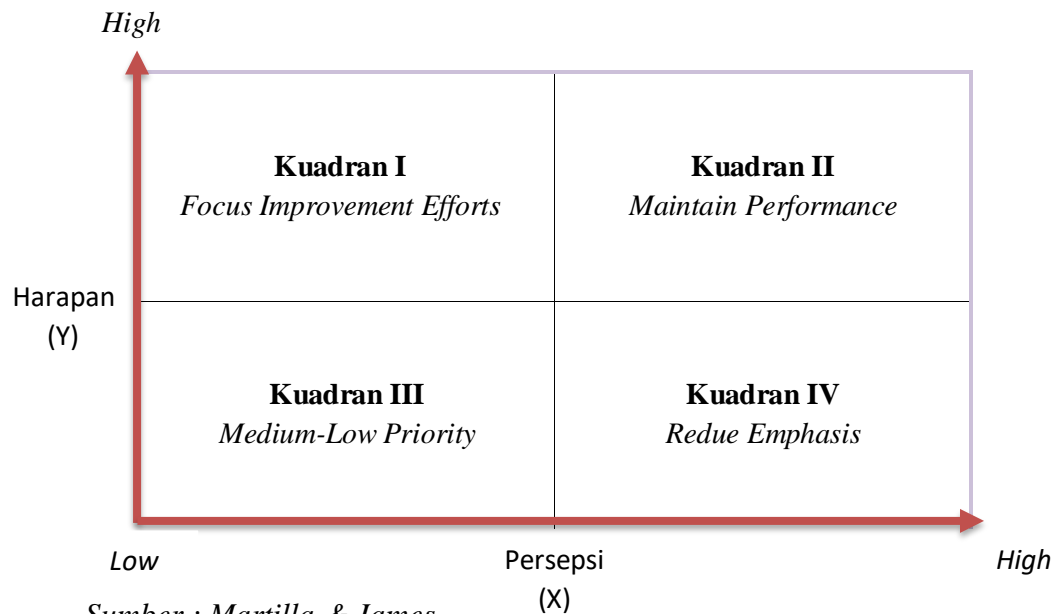 High
Kuadran I
Focus Improvement Efforts
Kuadran II
Maintain Performance
Harapan
(Y)
Kuadran III
Medium-Low Priority
Kuadran IV
Redue Emphasis
Low
Persepsi
(X)
High
Sumber : Martilla & James